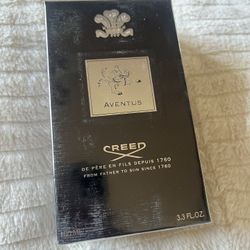 AVENTUS
CREED
DE PÈRE EN FILS DEPUIS 1760
FROM FATHER TO SON SINCE 1760
3.3 FL.OZ.